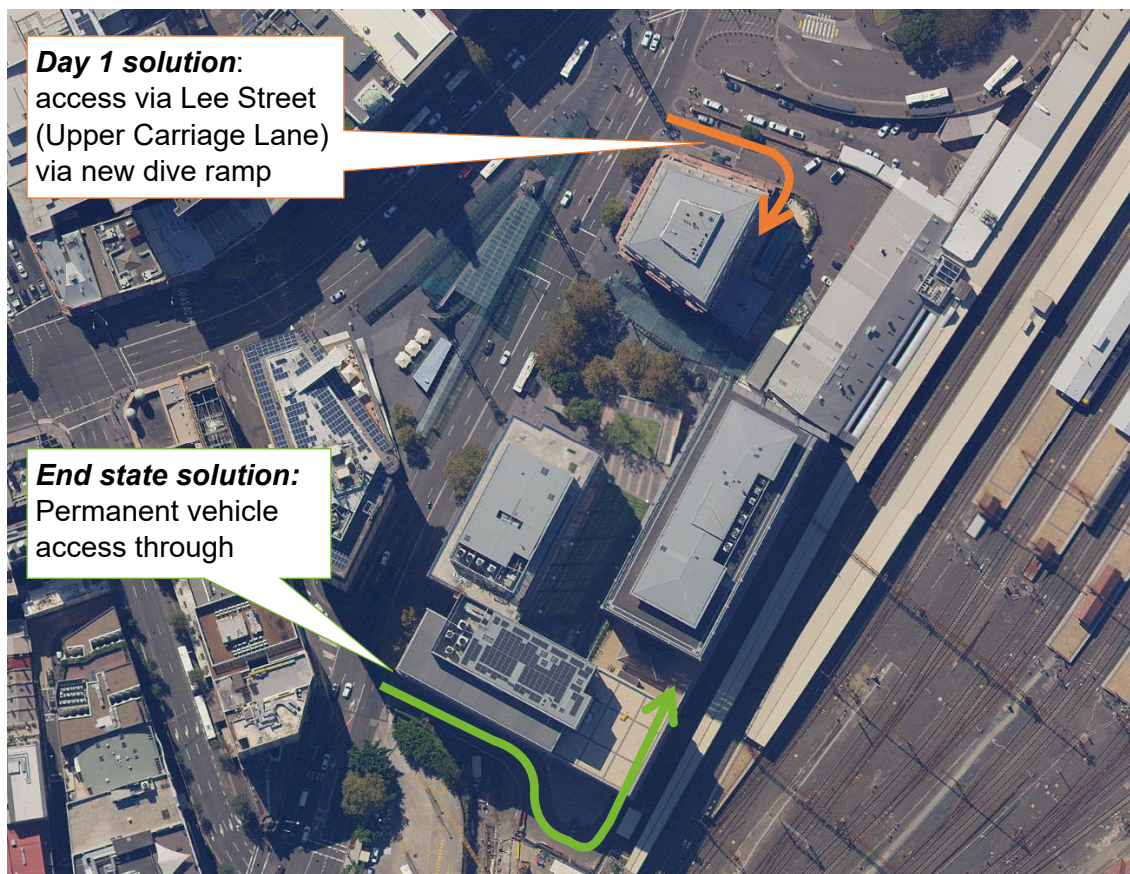 Day 1 solution:
access via Lee Street
(Upper Carriage Lane)
via new dive ramp
End state solution:
Permanent vehicle
access through